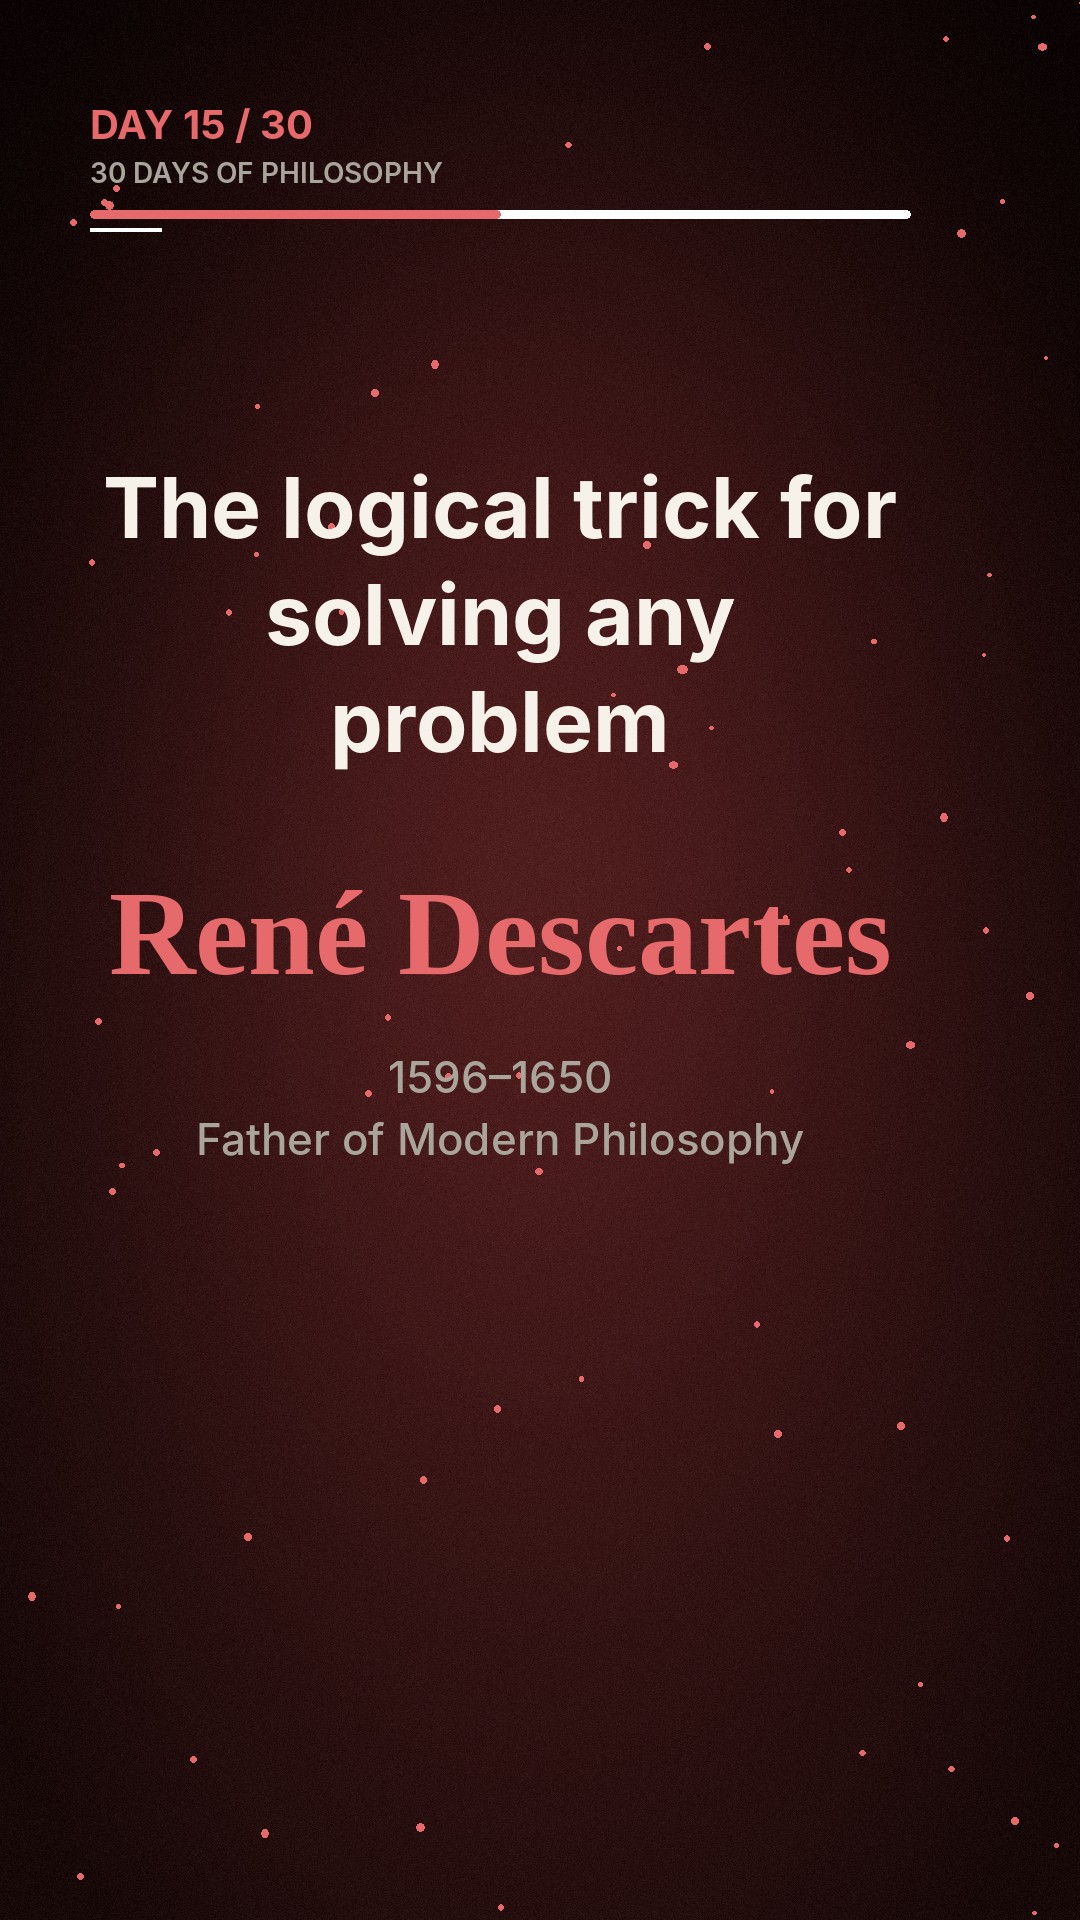 DAY 15 / 30
30 DAYS OF PHILOSOPHY
The logical trick for
solving any
problem
René Descartes
1596–1650
Father of Modern Philosophy